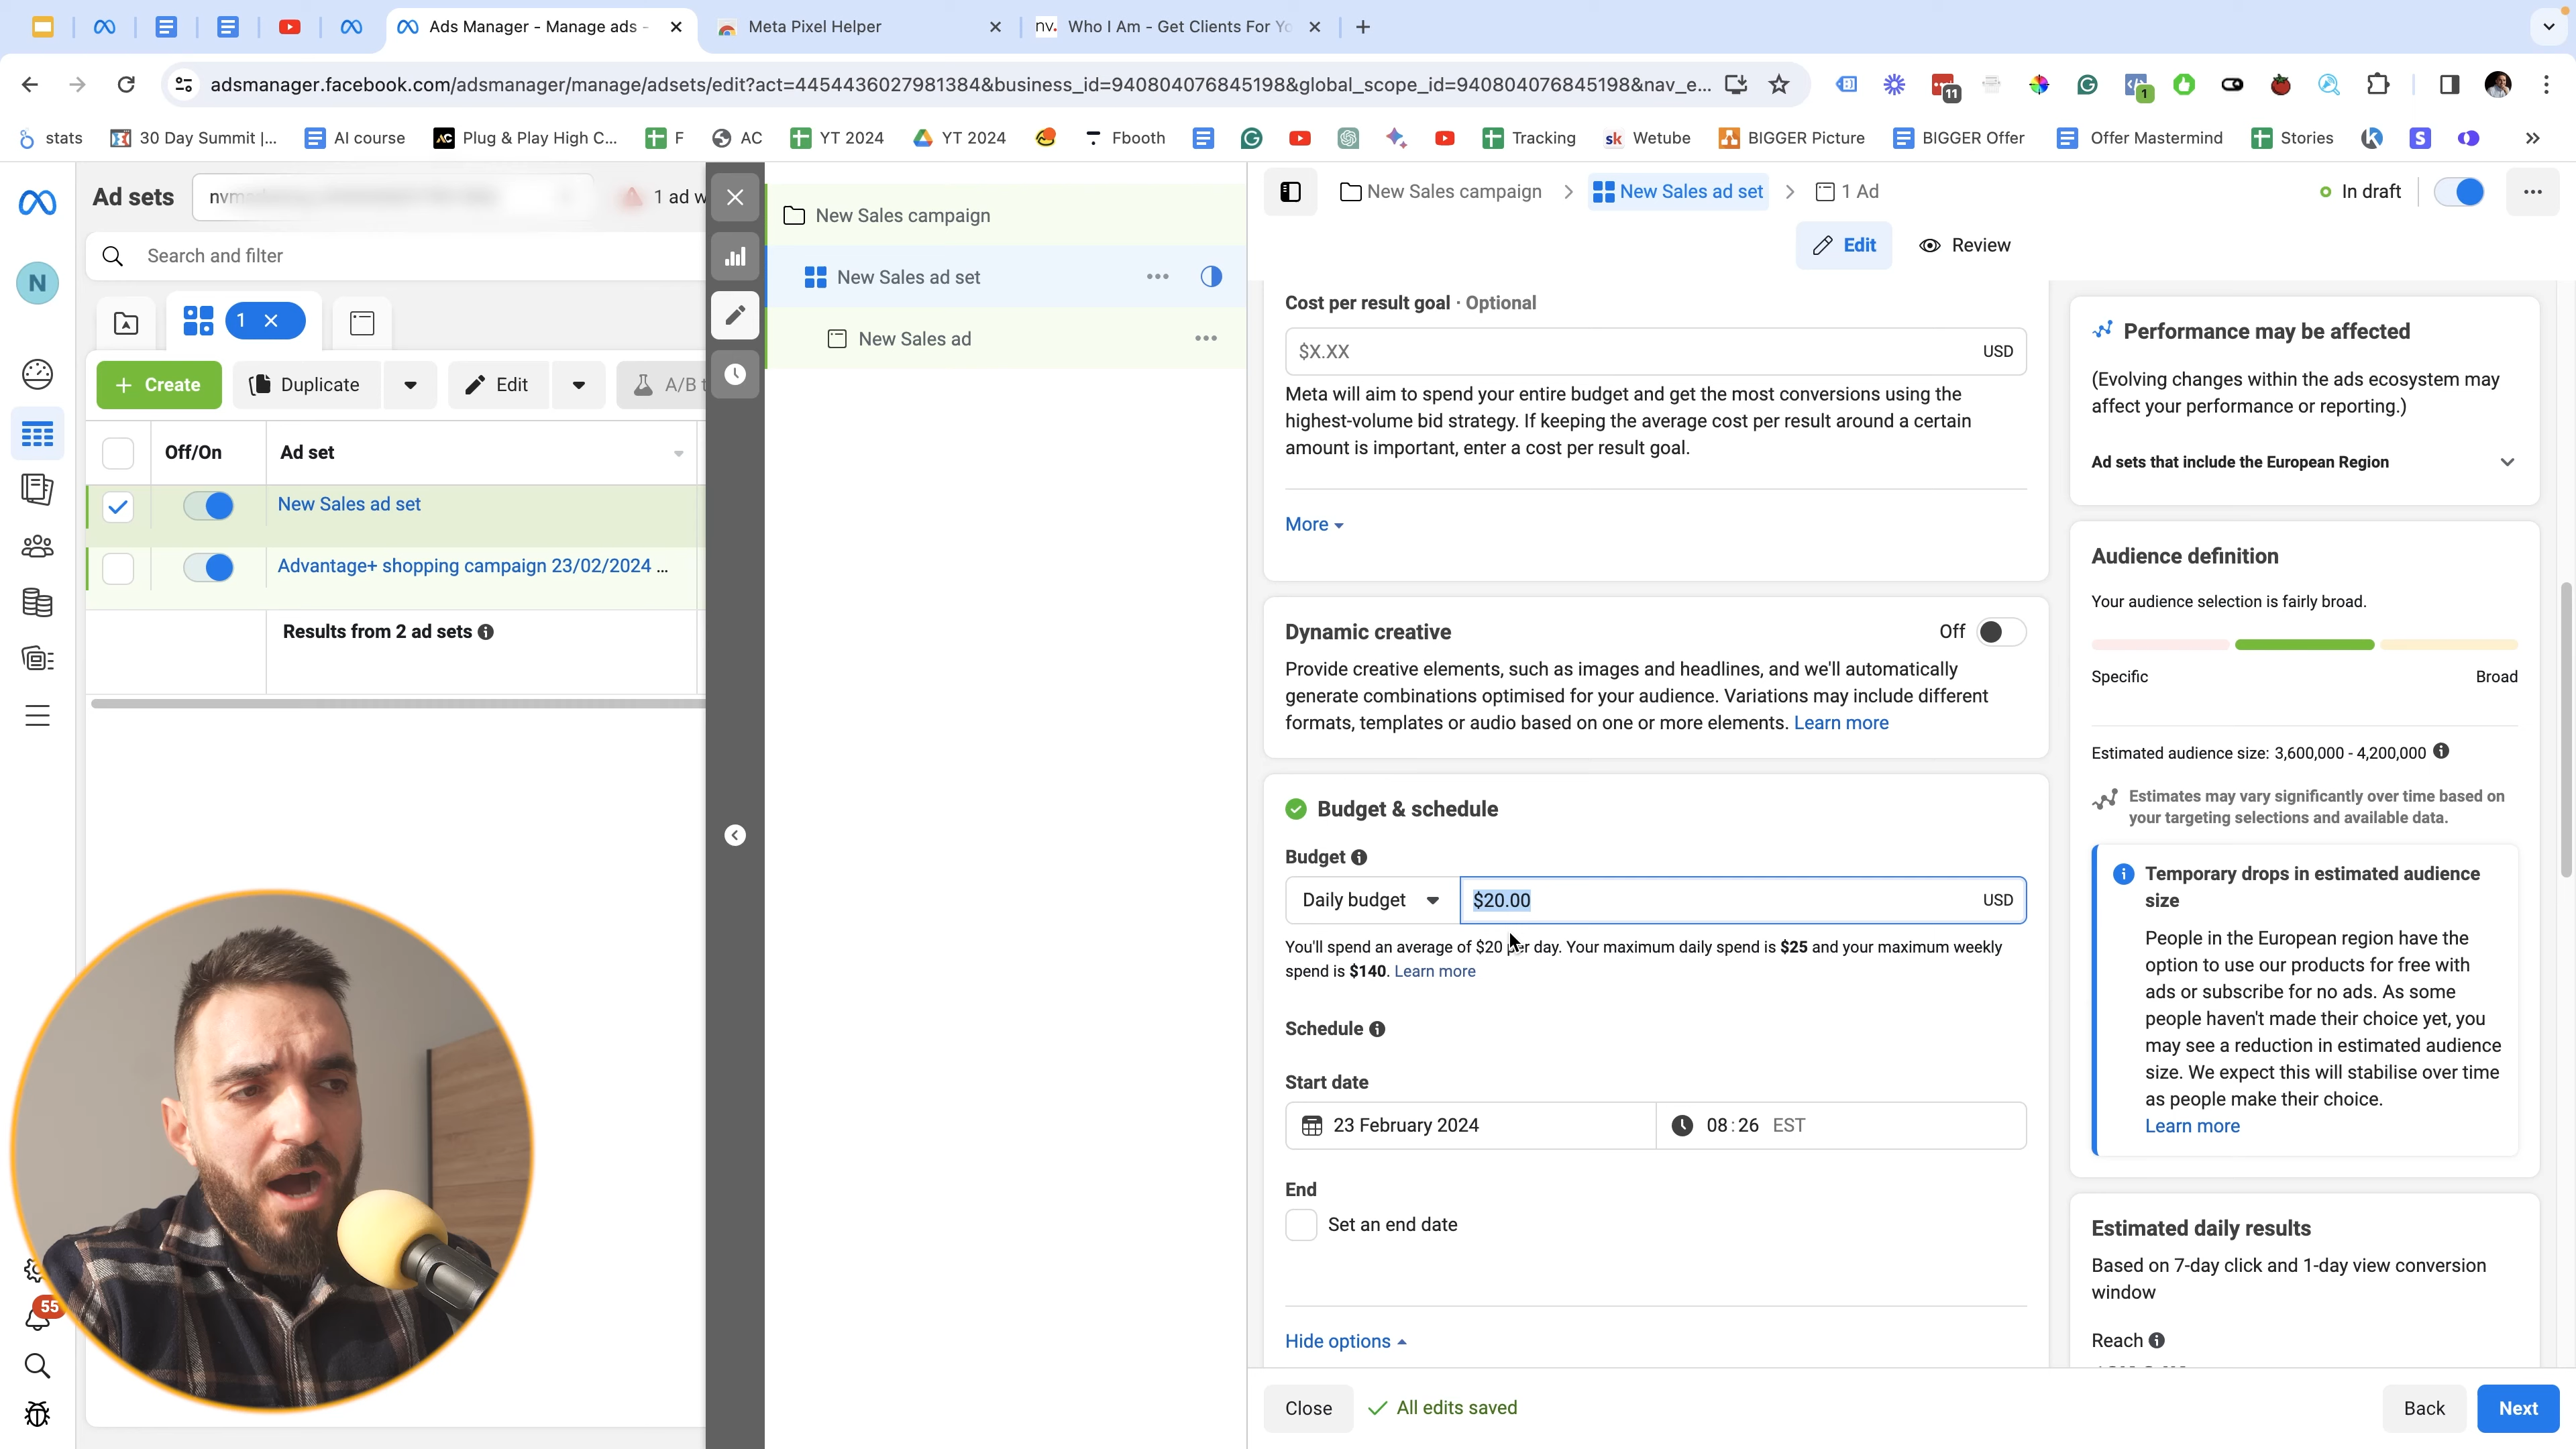 Ads Manager - Manage ads -
Meta Pixel Helper
nv. Who I Am - Get Clients For Yo
adsmanager.facebook.com/adsmanager/manage/adsets/edit?act=4454436027981384&business_id=940804076845198&global_scope_id=940804076845198&nav_e...
11
1
stats
30 Day Summit |...
AI course
AC Plug & Play High C...
F
AC
YT 2024
YT 2024
Fbooth
Tracking
sk Wetube
BIGGER Picture
BIGGER Offer
Offer Mastermind
Stories
Ad sets
1 ad w
Search and filter
N
1
Create
Duplicate
Edit
A/B t
Off/On
Ad set
New Sales ad set
Advantage+ shopping campaign 23/02/2024 ...
Results from 2 ad sets
55
New Sales campaign
New Sales ad set
New Sales ad
New Sales campaign
New Sales ad set
1 Ad
In draft
Edit
Review
Cost per result goal · Optional
$X.XX
USD
Meta will aim to spend your entire budget and get the most conversions using the
highest-volume bid strategy. If keeping the average cost per result around a certain
amount is important, enter a cost per result goal.
More
Dynamic creative
Off
Provide creative elements, such as images and headlines, and we'll automatically
generate combinations optimised for your audience. Variations may include different
formats, templates or audio based on one or more elements. Learn more
Budget & schedule
Budget
Daily budget
$20.00
USD
You'll spend an average of $20 per day. Your maximum daily spend is $25 and your maximum weekly
spend is $140. Learn more
Schedule
Start date
23 February 2024
08:26 EST
End
Set an end date
Hide options
Close
All edits saved
Back
Next
Performance may be affected
(Evolving changes within the ads ecosystem may
affect your performance or reporting.)
Ad sets that include the European Region
Audience definition
Your audience selection is fairly broad.
Specific
Broad
Estimated audience size: 3,600,000 - 4,200,000
Estimates may vary significantly over time based on
your targeting selections and available data.
Temporary drops in estimated audience
size
People in the European region have the
option to use our products for free with
ads or subscribe for no ads. As some
people haven't made their choice yet, you
may see a reduction in estimated audience
size. We expect this will stabilise over time
as people make their choice.
Learn more
Estimated daily results
Based on 7-day click and 1-day view conversion
window
Reach